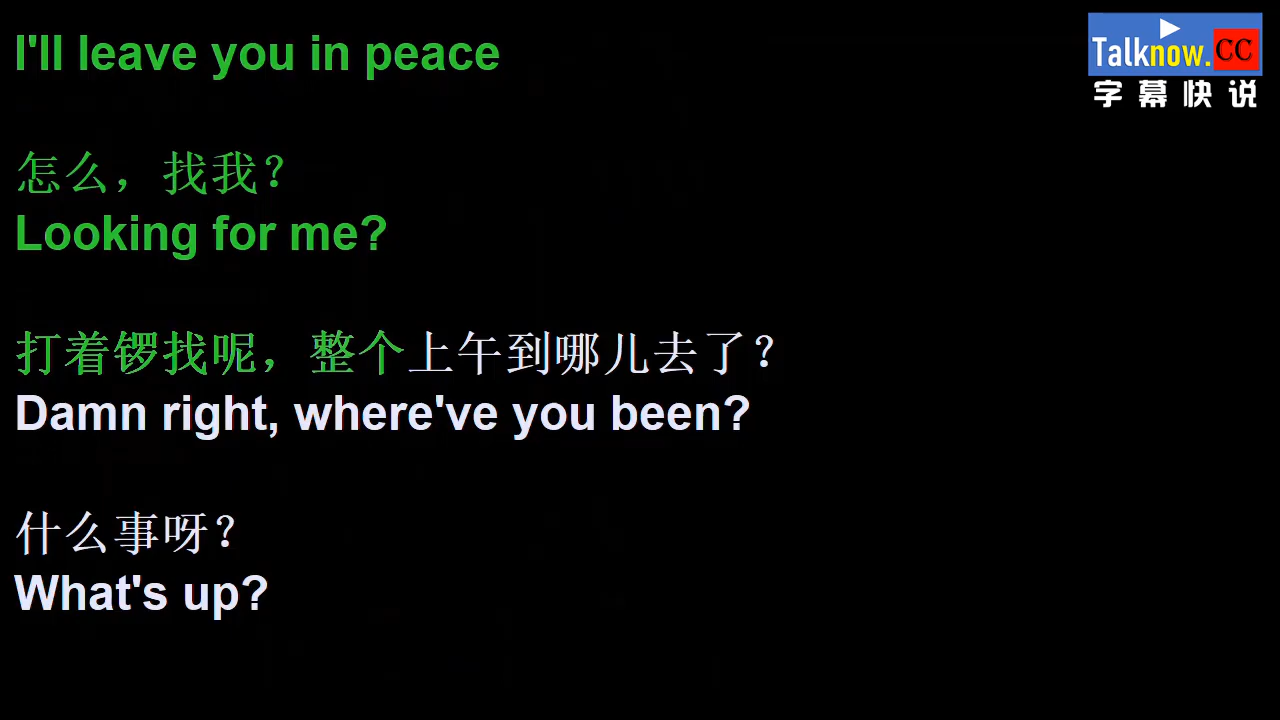 I'll leave you in peace
Talknow.CC
字幕快说
怎么，找我？
Looking for me?
打着锣找呢，整个上午到哪儿去了？
Damn right, where've you been?
什么事呀？
What's up?